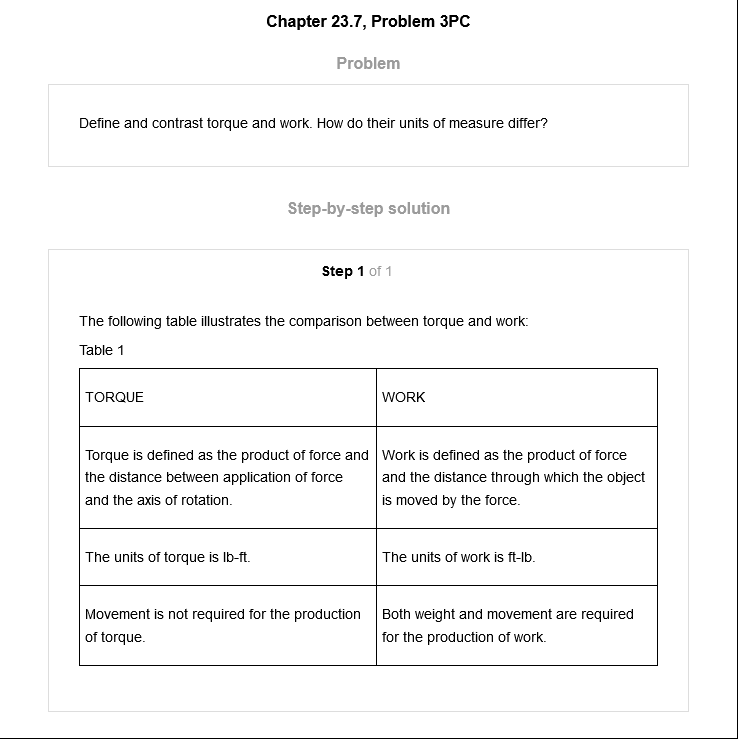 Chapter 23.7, Problem 3PC
Problem
Define and contrast torque and work. How do their units of measure differ?
Step-by-step solution
Step 1 of 1
The following table illustrates the comparison between torque and work:
Table 1
TORQUE
WORK
Torque is defined as the product of force and
the distance between application of force
and the axis of rotation.
Work is defined as the product of force
and the distance through which the object
is moved by the force.
The units of torque is lb-ft.
The units of work is ft-lb.
Movement is not required for the production
of torque.
Both weight and movement are required
for the production of work.